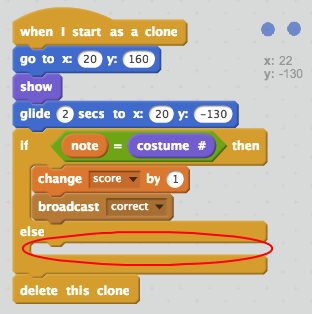 when I start as a clone
go to x: 20 y: 160
show
glide 2 secs to x: 20 y: -130
if note = costume # then
change score by 1
broadcast correct
else
delete this clone
x: 22
y: -130